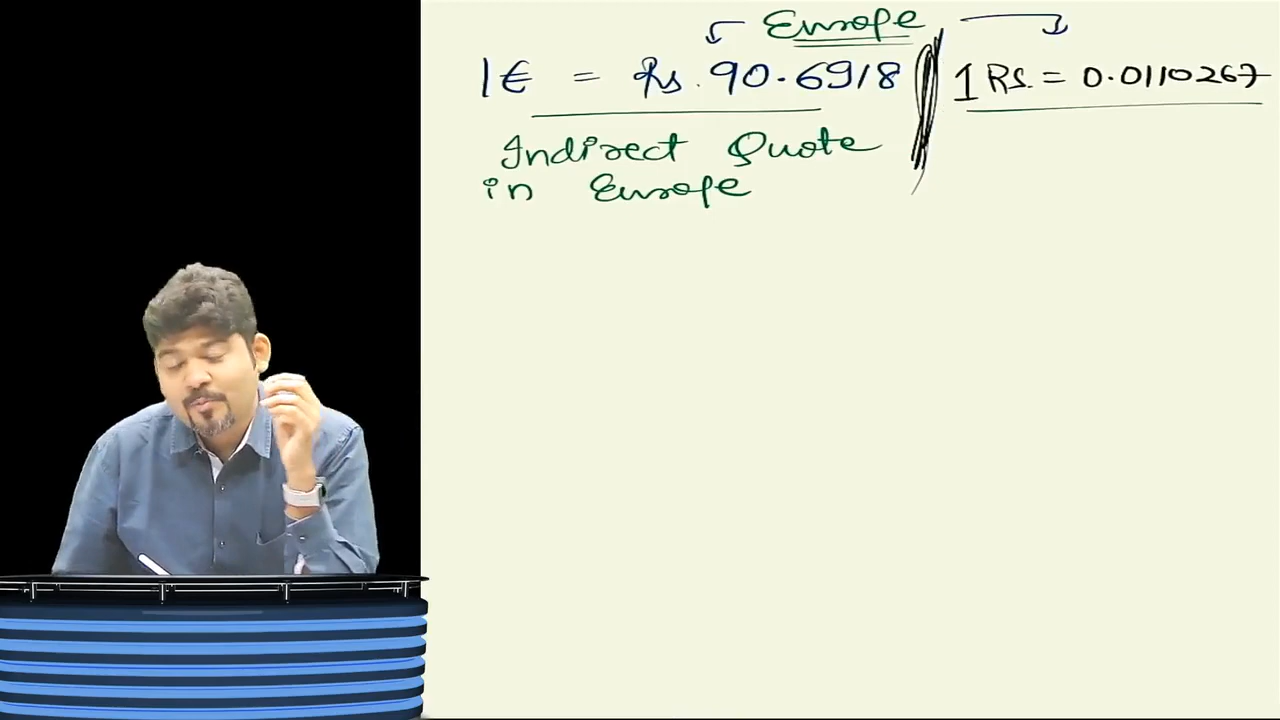 Europe
1€ = Rs. 90.6918
1 Rs. = 0.0110267
Indirect Quote
in Europe